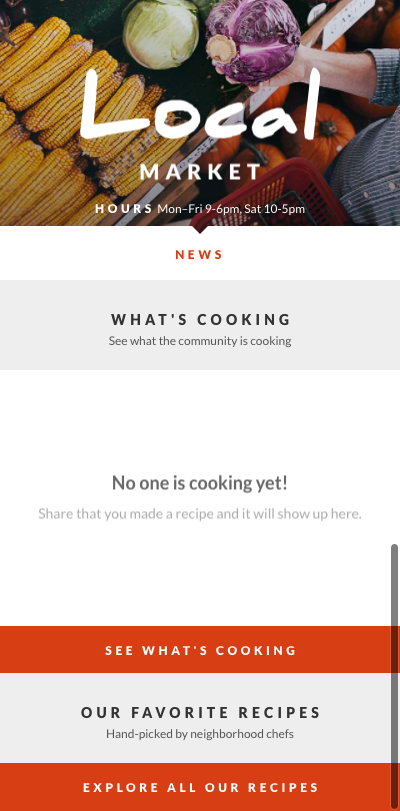 Local
MARKET
HOURS Mon–Fri 9-6pm, Sat 10-5pm
NEWS
WHAT'S COOKING
See what the community is cooking
No one is cooking yet!
Share that you made a recipe and it will show up here.
SEE WHAT'S COOKING
OUR FAVORITE RECIPES
Hand-picked by neighborhood chefs
EXPLORE ALL OUR RECIPES